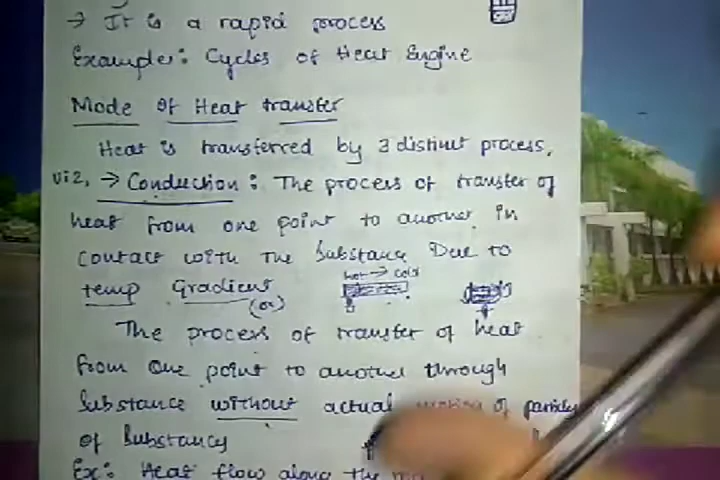 → It is a rapid process
Example: Cycles of Heat Engine
Mode of Heat transfer
Heat is transferred by 3 distinct process,
viz, → Conduction : The process of transfer of
heat from one point to another in
contact with the Substance Due to
temp Gradient
hot → cold
(or)
The process of transfer of heat
from one point to another through
Substance without actual of
of Substancy
Ex: Heat flow along the